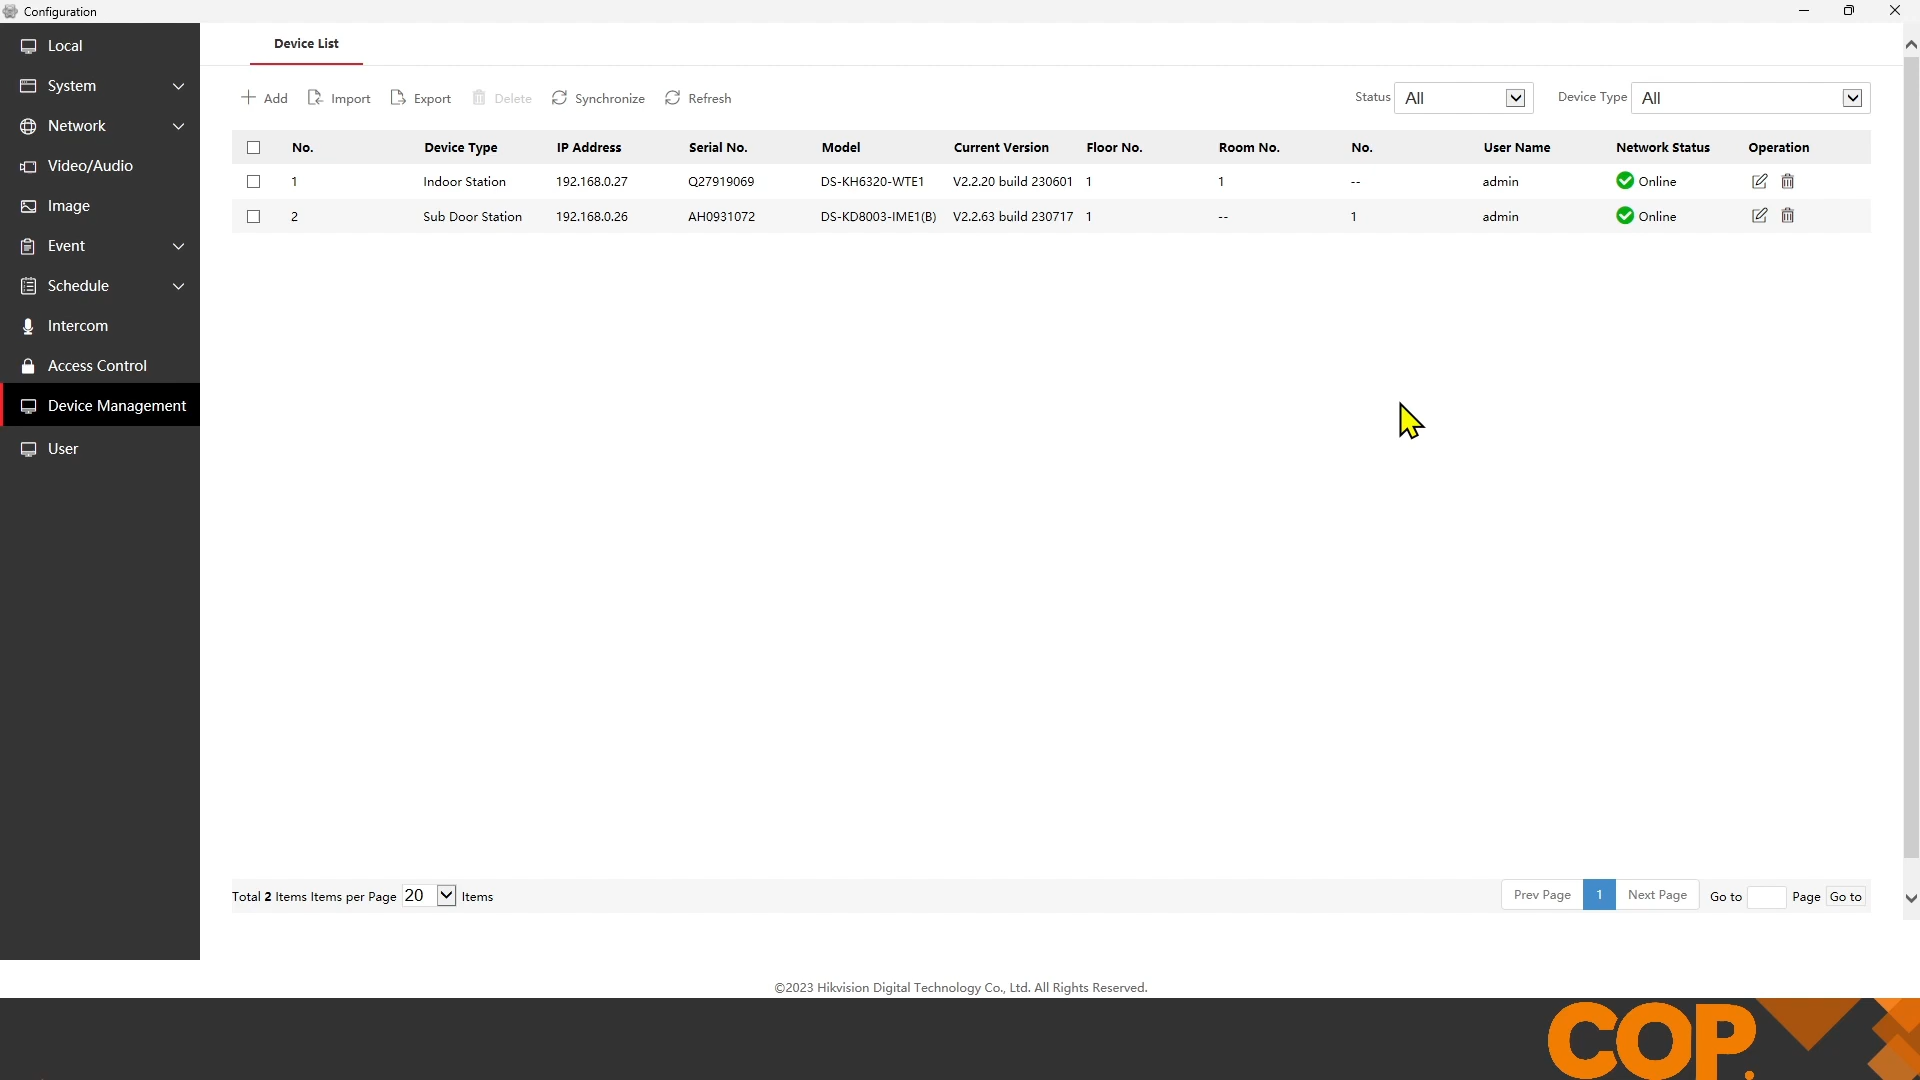 Configuration
Local
System
Network
Video/Audio
Image
Event
Schedule
Intercom
Access Control
Device Management
User
Device List
Add Import Export Delete Synchronize Refresh
Status All Device Type All
No. Device Type IP Address Serial No. Model Current Version Floor No. Room No. No. User Name Network Status Operation
1 Indoor Station 192.168.0.27 Q27919069 DS-KH6320-WTE1 V2.2.20 build 230601 1 1 -- admin Online
2 Sub Door Station 192.168.0.26 AH0931072 DS-KD8003-IME1(B) V2.2.63 build 230717 1 -- 1 admin Online
Total 2 Items Items per Page 20 Items Prev Page 1 Next Page Go to Page Go to
©2023 Hikvision Digital Technology Co., Ltd. All Rights Reserved.
COP.